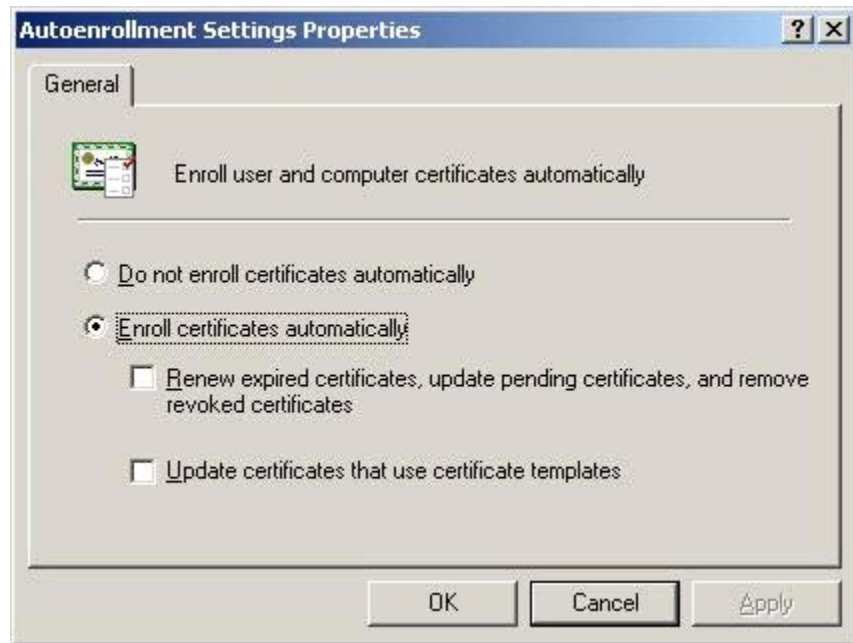 Autoenrollment Settings Properties
General
Enroll user and computer certificates automatically
Do not enroll certificates automatically
Enroll certificates automatically
Renew expired certificates, update pending certificates, and remove
revoked certificates
Update certificates that use certificate templates
OK Cancel Apply